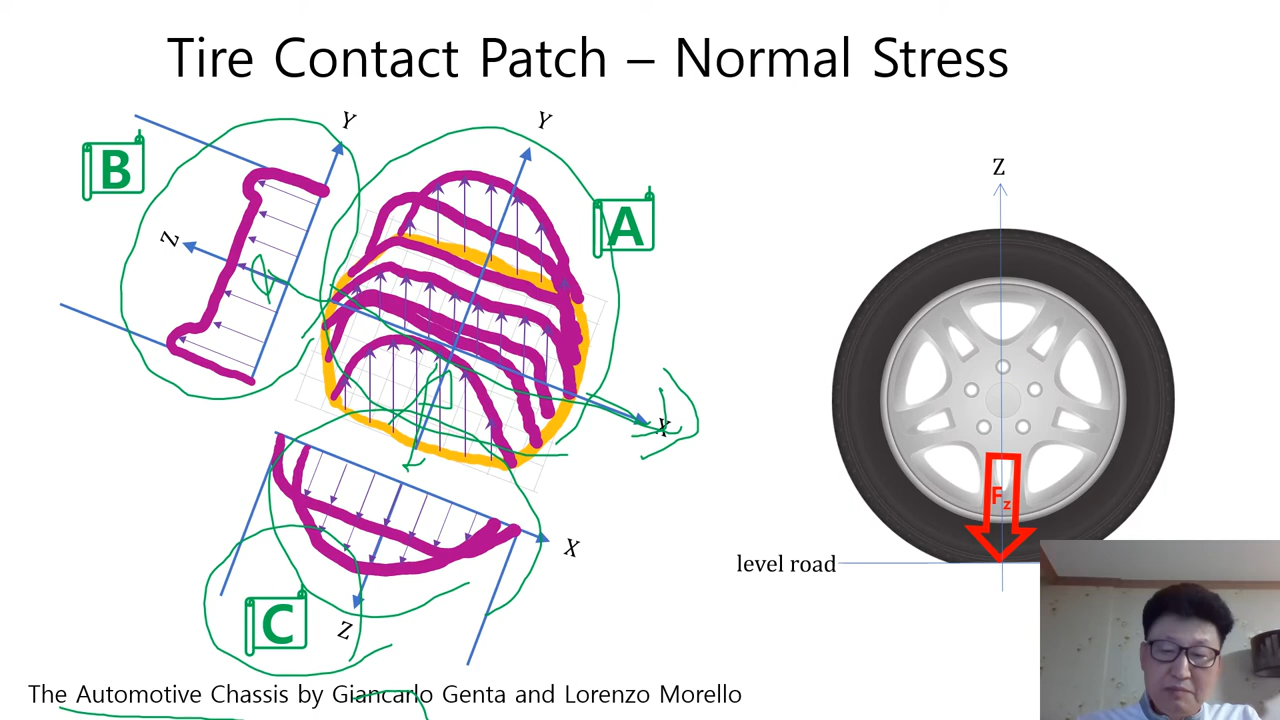 Tire Contact Patch – Normal Stress
B
Y
Z
Y
A
X
X
Z
C
Z
Fz
level road
The Automotive Chassis by Giancarlo Genta and Lorenzo Morello